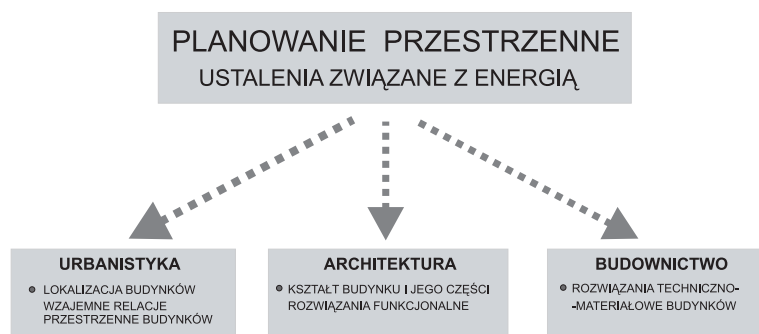 PLANOWANIE PRZESTRZENNE
USTALENIA ZWIĄZANE Z ENERGIĄ
URBANISTYKA
LOKALIZACJA BUDYNKÓW
WZAJEMNE RELACJE
PRZESTRZENNE BUDYNKÓW
ARCHITEKTURA
KSZTAŁT BUDYNKU I JEGO CZĘŚCI
ROZWIĄZANIA FUNKCJONALNE
BUDOWNICTWO
ROZWIĄZANIA TECHNICZNO-
-MATERIAŁOWE BUDYNKÓW